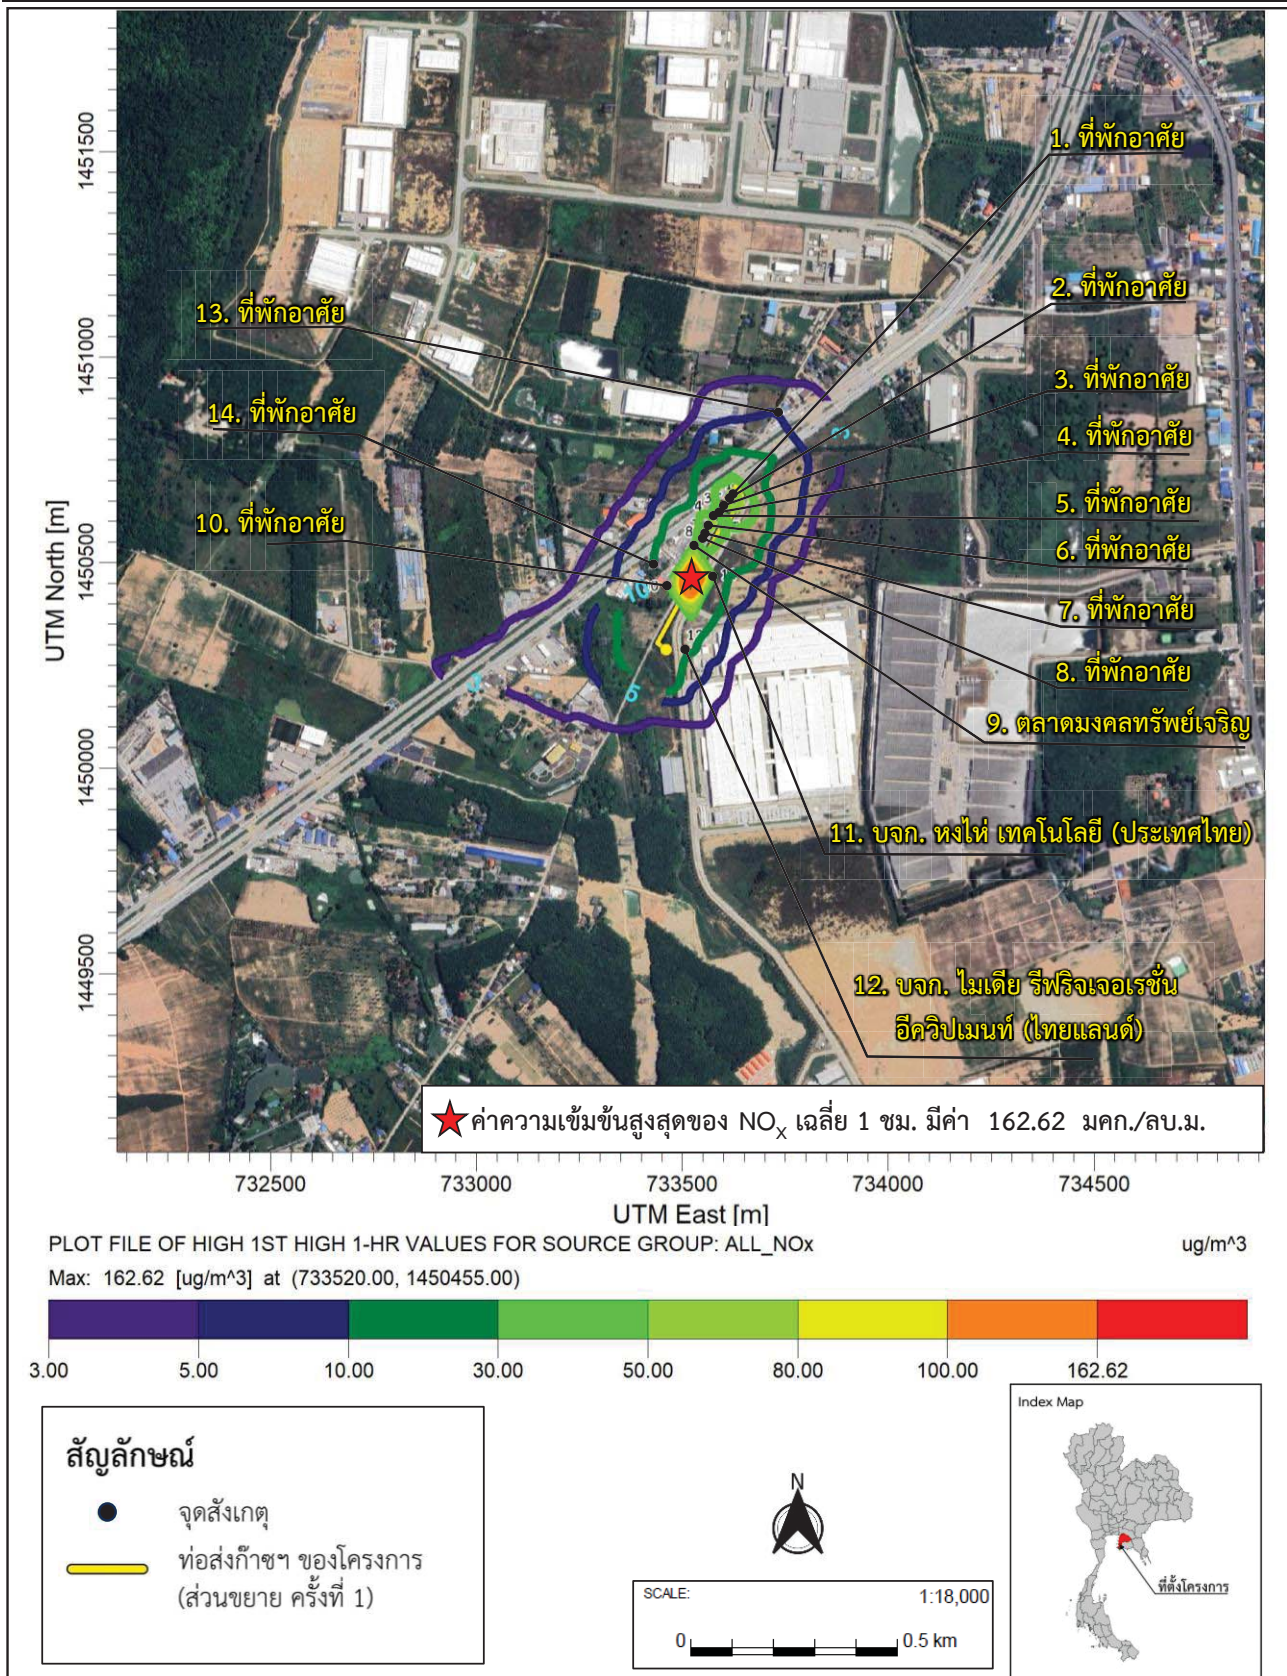 1. ที่พักอาศัย
2. ที่พักอาศัย
13. ที่พักอาศัย
3. ที่พักอาศัย
14. ที่พักอาศัย
4. ที่พักอาศัย
5. ที่พักอาศัย
10. ที่พักอาศัย
6. ที่พักอาศัย
7. ที่พักอาศัย
8. ที่พักอาศัย
9. ตลาดมงคลทรัพย์เจริญ
11. บจก. หงไห่ เทคโนโลยี (ประเทศไทย)
12. บจก. ไมเดีย รีฟริจเจอเรชั่น
อีควิปเมนท์ (ไทยแลนด์)
UTM North [m]
1451500
1451000
1450500
1450000
1449500
5
★ ค่าความเข้มข้นสูงสุดของ NOX เฉลี่ย 1 ชม. มีค่า 162.62 มคก./ลบ.ม.
732500 733000 733500 734000 734500
UTM East [m]
PLOT FILE OF HIGH 1ST HIGH 1-HR VALUES FOR SOURCE GROUP: ALL_NOx ug/m^3
Max: 162.62 [ug/m^3] at (733520.00, 1450455.00)
3.00 5.00 10.00 30.00 50.00 80.00 100.00 162.62
สัญลักษณ์
จุดสังเกตุ
ท่อส่งก๊าซฯ ของโครงการ
(ส่วนขยาย ครั้งที่ 1)
N
SCALE: 1:18,000
0 0.5 km
Index Map
ที่ตั้งโครงการ